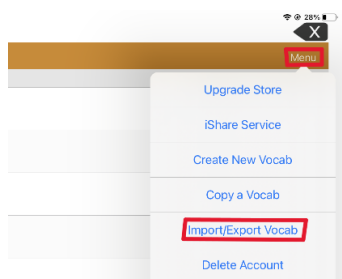 28%
X
Menu
Upgrade Store
iShare Service
Create New Vocab
Copy a Vocab
Import/Export Vocab
Delete Account